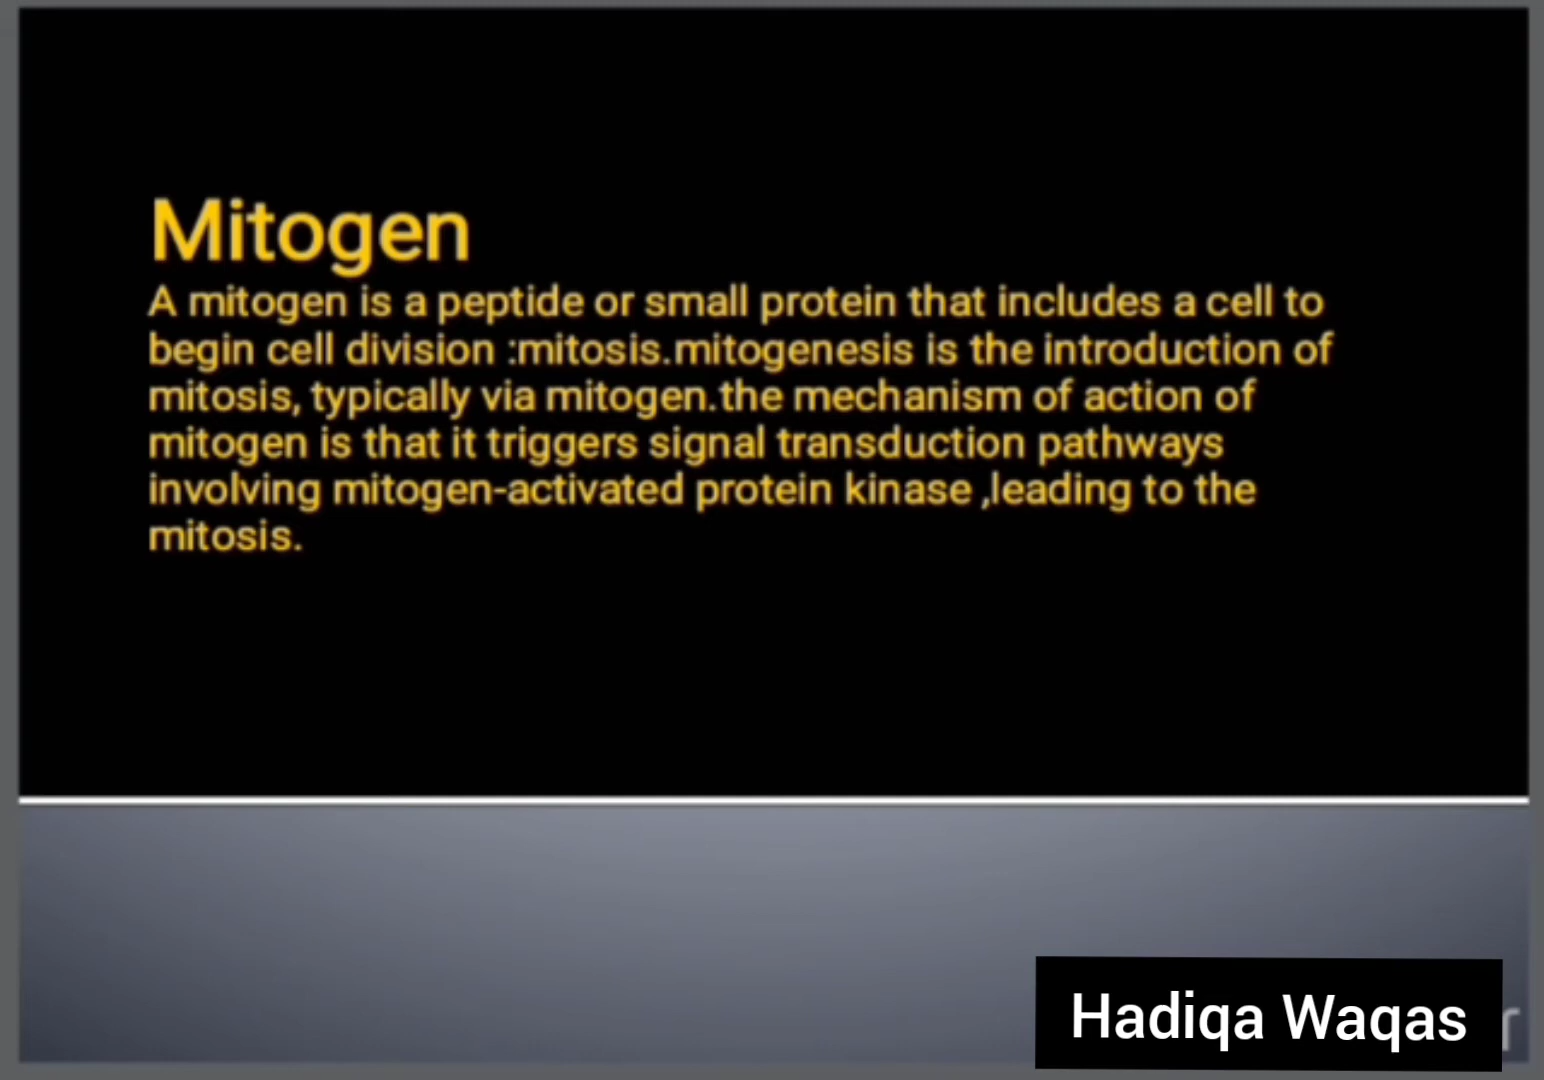 Mitogen
A mitogen is a peptide or small protein that includes a cell to
begin cell division :mitosis.mitogenesis is the introduction of
mitosis, typically via mitogen.the mechanism of action of
mitogen is that it triggers signal transduction pathways
involving mitogen-activated protein kinase ,leading to the
mitosis.
Hadiqa Waqas